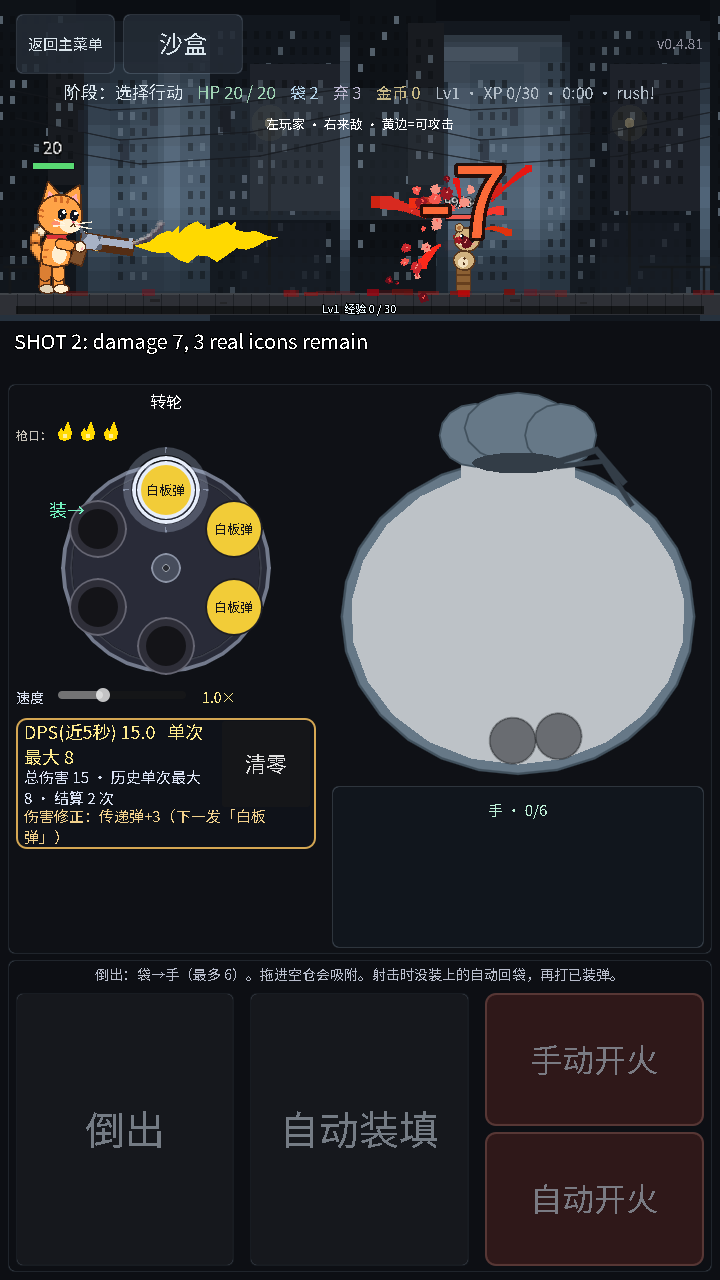 返回主菜单
沙盒
v0.4.81
阶段：选择行动 HP 20 / 20 袋 2 弃 3 金币 0 Lv1 · XP 0/30 · 0:00 · rush!
左玩家 · 右来敌 · 黄边=可攻击
20
-7
Lv1 经验 0 / 30
SHOT 2: damage 7, 3 real icons remain
转轮
枪口：
白板弹
装→
白板弹
白板弹
速度
1.0×
DPS(近5秒) 15.0 单次
最大 8
总伤害 15 · 历史单次最大
8 · 结算 2 次
伤害修正：传递弹+3（下一发「白板
弹」）
清零
手 · 0/6
倒出：袋→手（最多 6）。拖进空仓会吸附。射击时没装上的自动回袋，再打已装弹。
倒出
自动装填
手动开火
自动开火